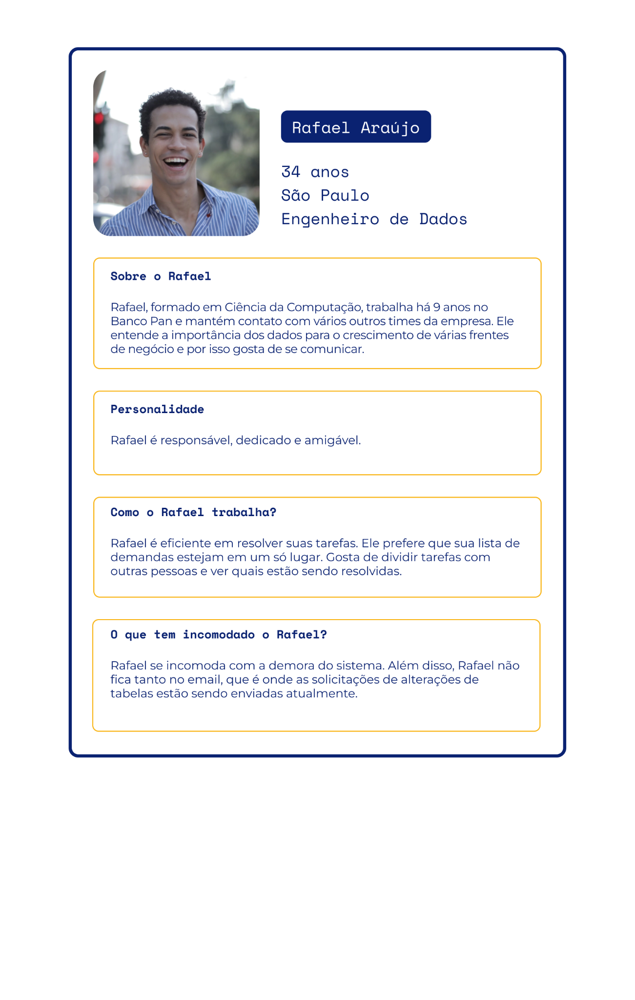 Rafael Araújo
34 anos
São Paulo
Engenheiro de Dados
Sobre o Rafael
Rafael, formado em Ciência da Computação, trabalha há 9 anos no
Banco Pan e mantém contato com vários outros times da empresa. Ele
entende a importância dos dados para o crescimento de várias frentes
de negócio e por isso gosta de se comunicar.
Personalidade
Rafael é responsável, dedicado e amigável.
Como o Rafael trabalha?
Rafael é eficiente em resolver suas tarefas. Ele prefere que sua lista de
demandas estejam em um só lugar. Gosta de dividir tarefas com
outras pessoas e ver quais estão sendo resolvidas.
O que tem incomodado o Rafael?
Rafael se incomoda com a demora do sistema. Além disso, Rafael não
fica tanto no email, que é onde as solicitações de alterações de
tabelas estão sendo enviadas atualmente.